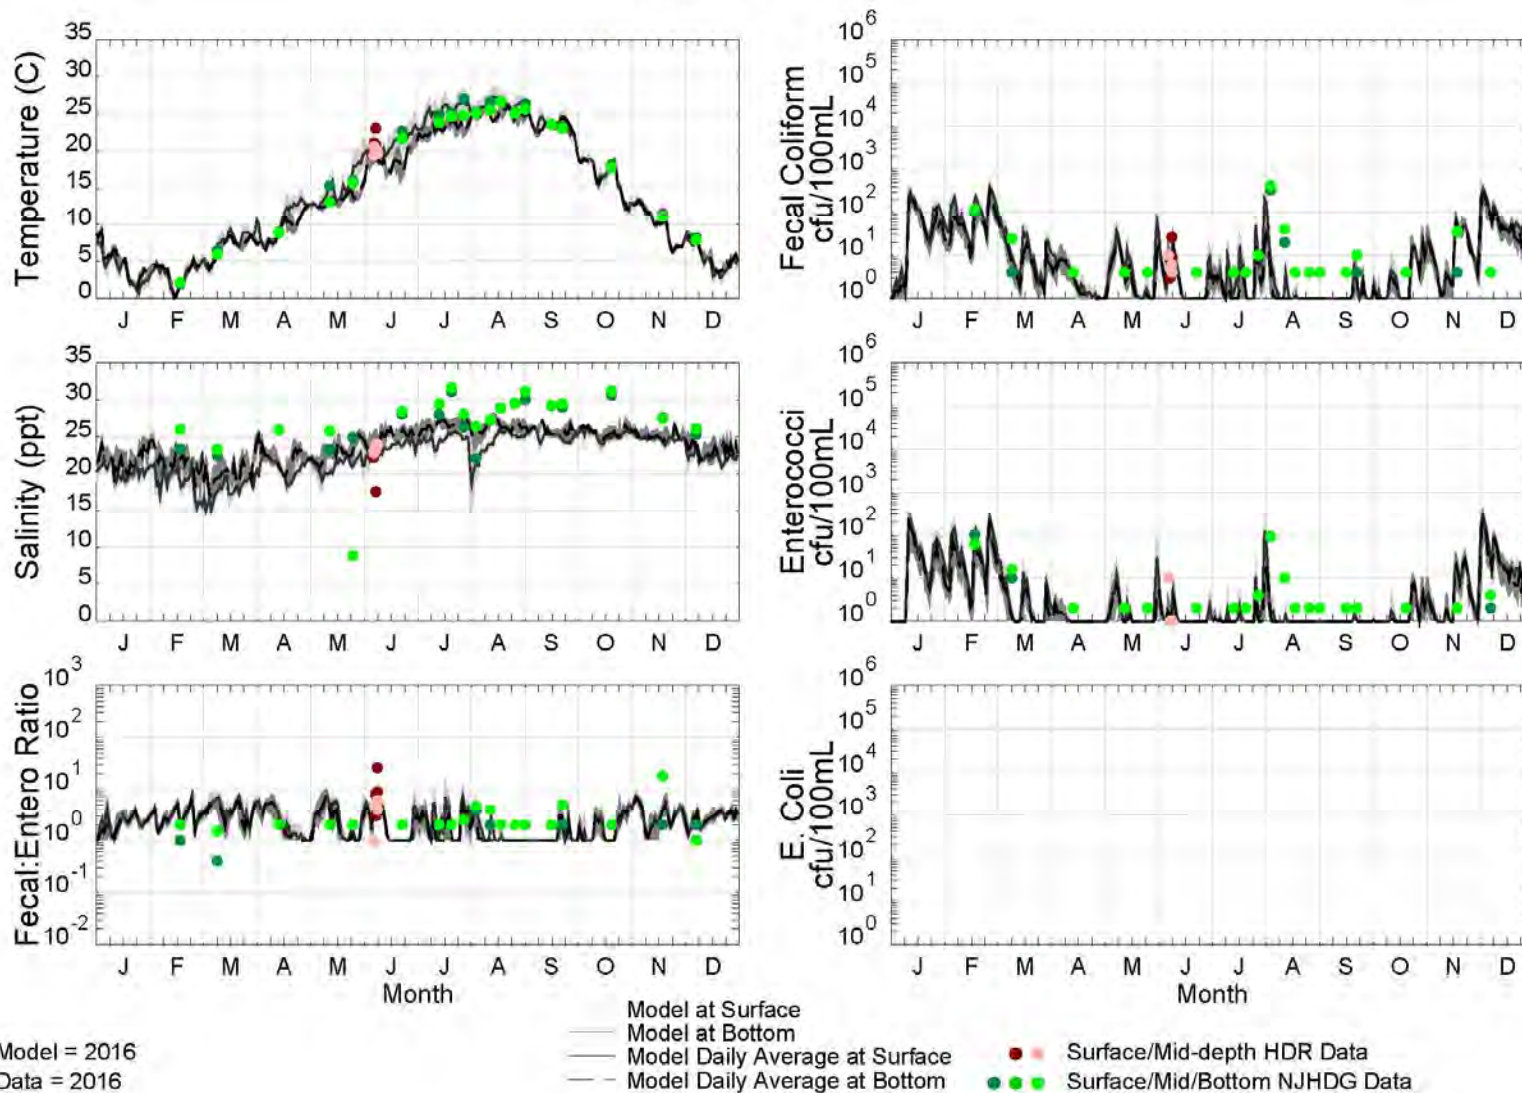 Temperature (C)
35
30
25
20
15
10
5
0
J F M A M J J A S O N D
Fecal Coliform
cfu/100mL
10^6
10^5
10^4
10^3
10^2
10^1
10^0
J F M A M J J A S O N D
Salinity (ppt)
35
30
25
20
15
10
5
0
J F M A M J J A S O N D
Enterococci
cfu/100mL
10^6
10^5
10^4
10^3
10^2
10^1
10^0
J F M A M J J A S O N D
Fecal:Entero Ratio
10^3
10^2
10^1
10^0
10^-1
10^-2
J F M A M J J A S O N D
Month
E. Coli
cfu/100mL
10^6
10^5
10^4
10^3
10^2
10^1
10^0
J F M A M J J A S O N D
Month
Model at Surface
Model at Bottom
Model Daily Average at Surface
Model Daily Average at Bottom
Surface/Mid-depth HDR Data
Surface/Mid/Bottom NJHDG Data
Model = 2016
Data = 2016